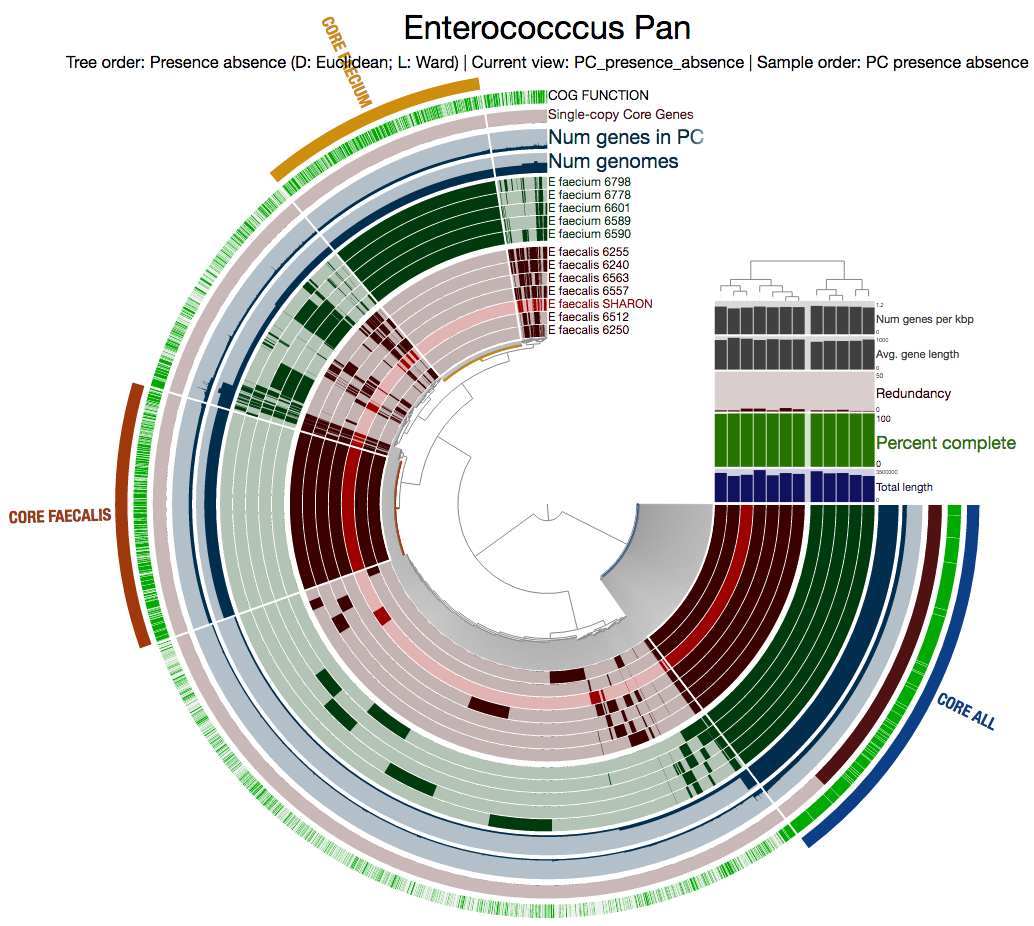 Enterococccus Pan
Tree order: Presence absence (D: Euclidean; L: Ward) | Current view: PC_presence_absence | Sample order: PC presence absence
CORE FAECIUM
COG FUNCTION
Single-copy Core Genes
Num genes in PC
Num genomes
E faecium 6798
E faecium 6778
E faecium 6601
E faecium 6589
E faecium 6590
E faecalis 6255
E faecalis 6240
E faecalis 6563
E faecalis 6557
E faecalis SHARON
E faecalis 6512
E faecalis 6250
1.2
Num genes per kbp
0
1000
Avg. gene length
0
50
Redundancy
0
100
Percent complete
0
3500000
Total length
0
CORE FAECALIS
CORE ALL